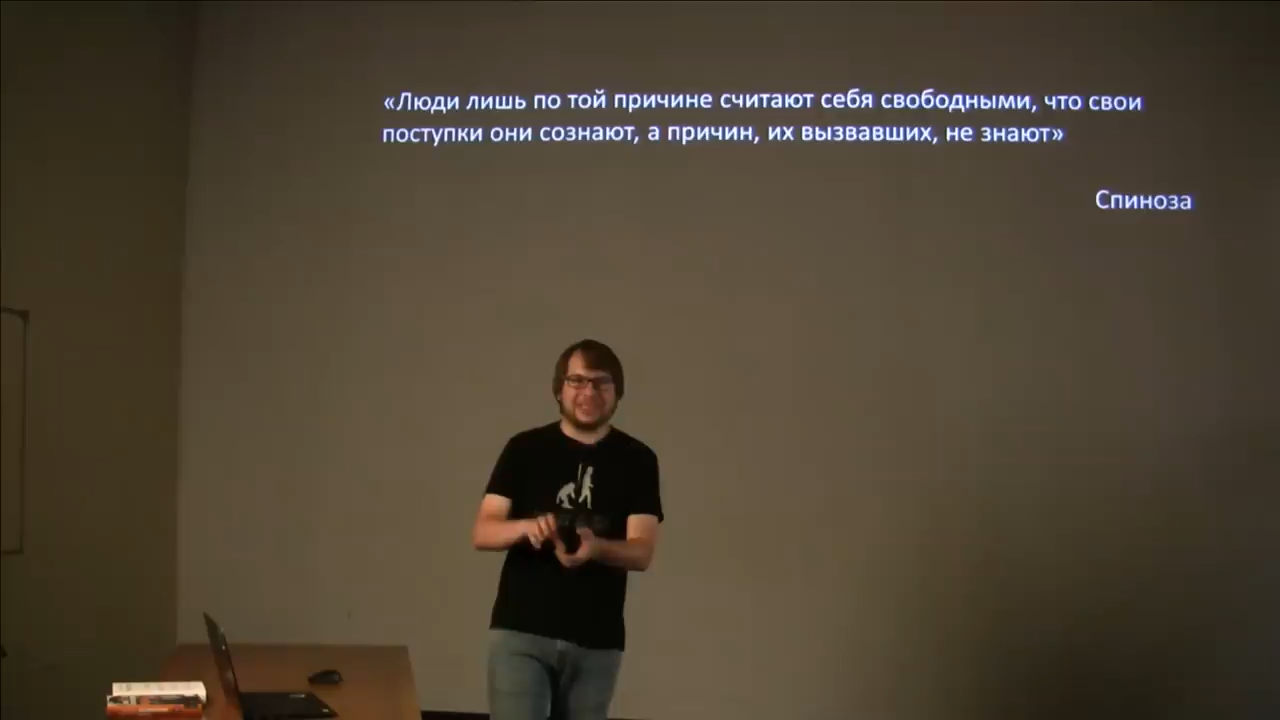 «Люди лишь по той причине считают себя свободными, что свои
поступки они сознают, а причин, их вызвавших, не знают»
Спиноза